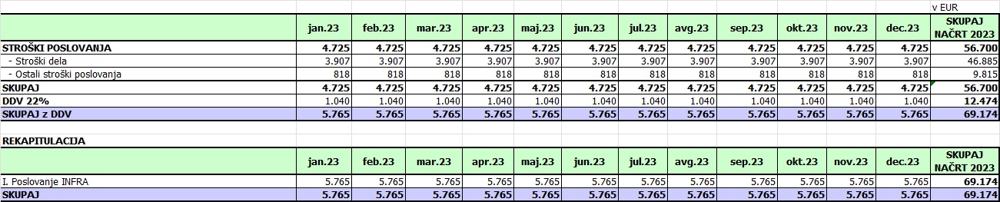 v EUR
jan.23 feb.23 mar.23 apr.23 maj.23 jun.23 jul.23 avg.23 sep.23 okt.23 nov.23 dec.23 SKUPAJ NAČRT 2023
STROŠKI POSLOVANJA 4.725 4.725 4.725 4.725 4.725 4.725 4.725 4.725 4.725 4.725 4.725 4.725 56.700
- Stroški dela 3.907 3.907 3.907 3.907 3.907 3.907 3.907 3.907 3.907 3.907 3.907 3.907 46.885
- Ostali stroški poslovanja 818 818 818 818 818 818 818 818 818 818 818 818 9.815
SKUPAJ 4.725 4.725 4.725 4.725 4.725 4.725 4.725 4.725 4.725 4.725 4.725 4.725 56.700
DDV 22% 1.040 1.040 1.040 1.040 1.040 1.040 1.040 1.040 1.040 1.040 1.040 1.040 12.474
SKUPAJ z DDV 5.765 5.765 5.765 5.765 5.765 5.765 5.765 5.765 5.765 5.765 5.765 5.765 69.174
REKAPITULACIJA
jan.23 feb.23 mar.23 apr.23 maj.23 jun.23 jul.23 avg.23 sep.23 okt.23 nov.23 dec.23 SKUPAJ NAČRT 2023
I. Poslovanje INFRA 5.765 5.765 5.765 5.765 5.765 5.765 5.765 5.765 5.765 5.765 5.765 5.765 69.174
SKUPAJ 5.765 5.765 5.765 5.765 5.765 5.765 5.765 5.765 5.765 5.765 5.765 5.765 69.174